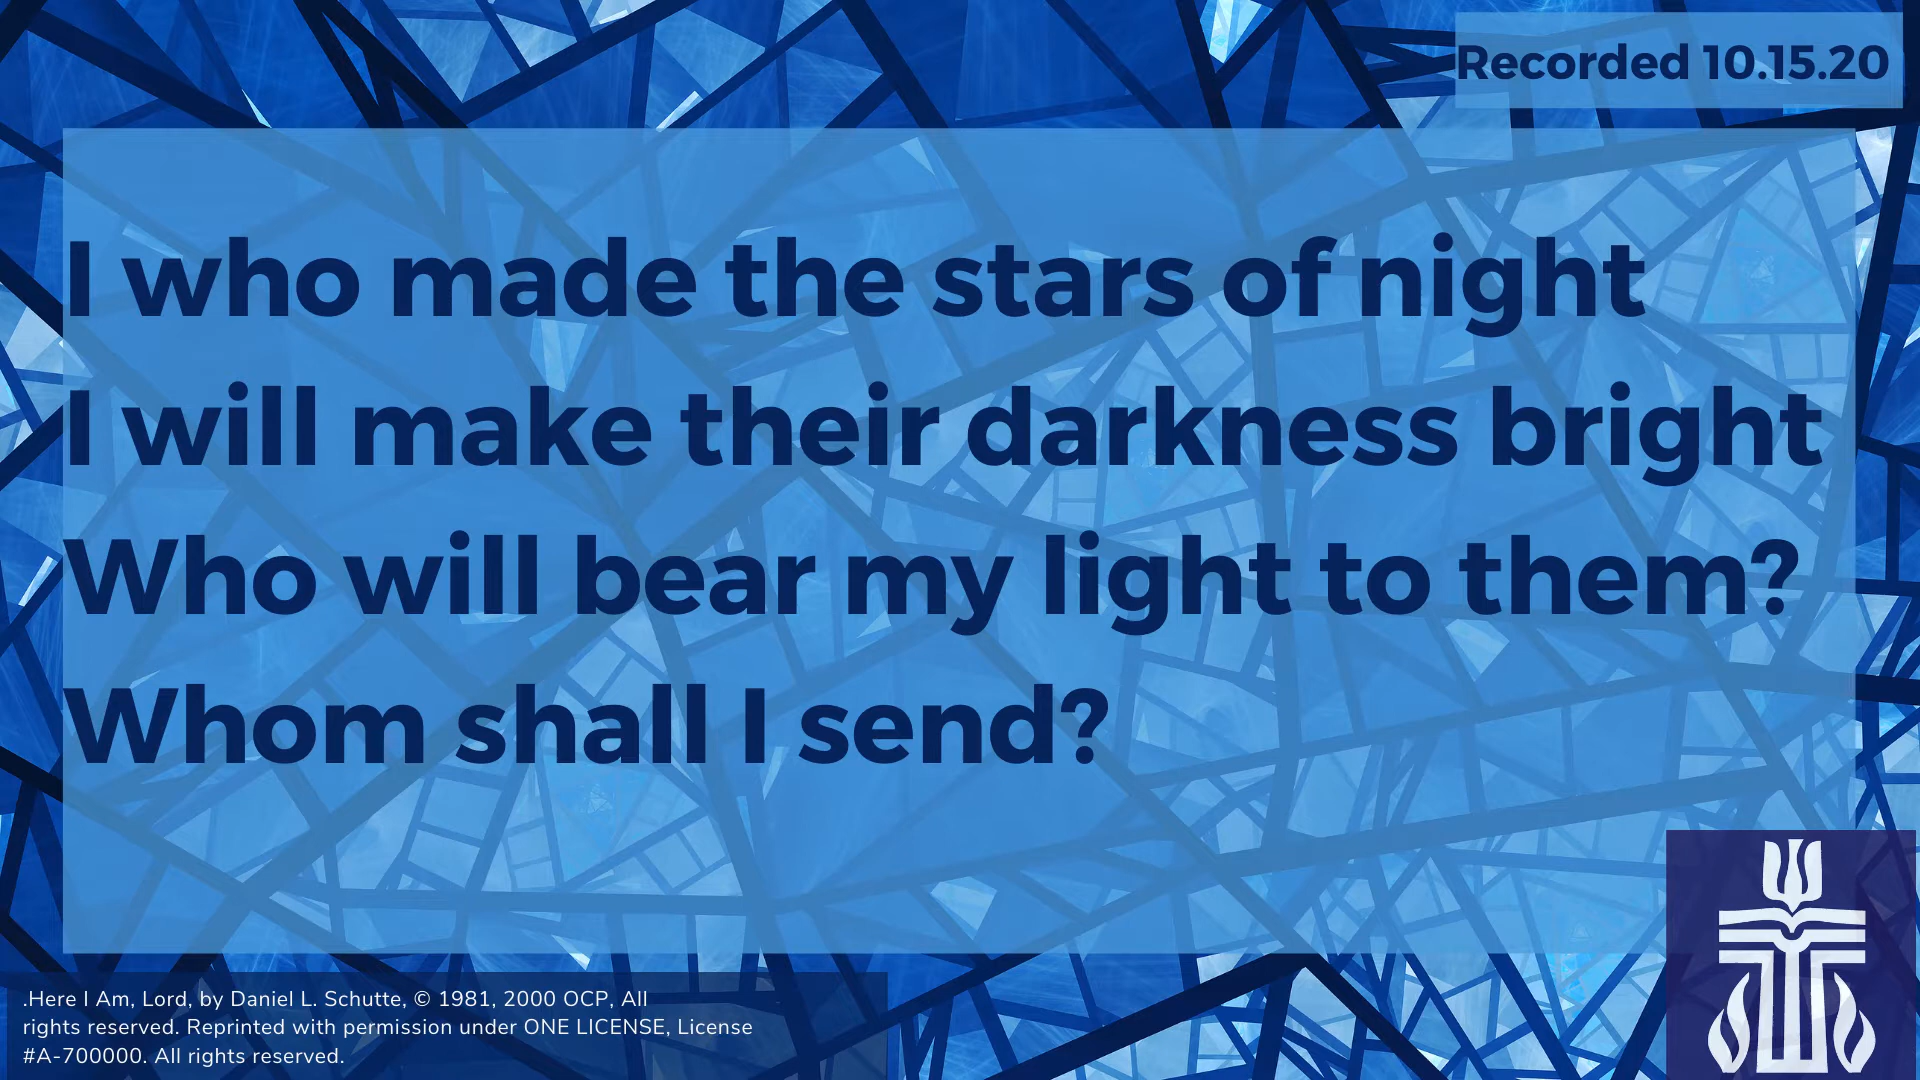 Recorded 10.15.20
I who made the stars of night
I will make their darkness bright
Who will bear my light to them?
Whom shall I send?
.Here I Am, Lord, by Daniel L. Schutte, © 1981, 2000 OCP, All
rights reserved. Reprinted with permission under ONE LICENSE, License
#A-700000. All rights reserved.